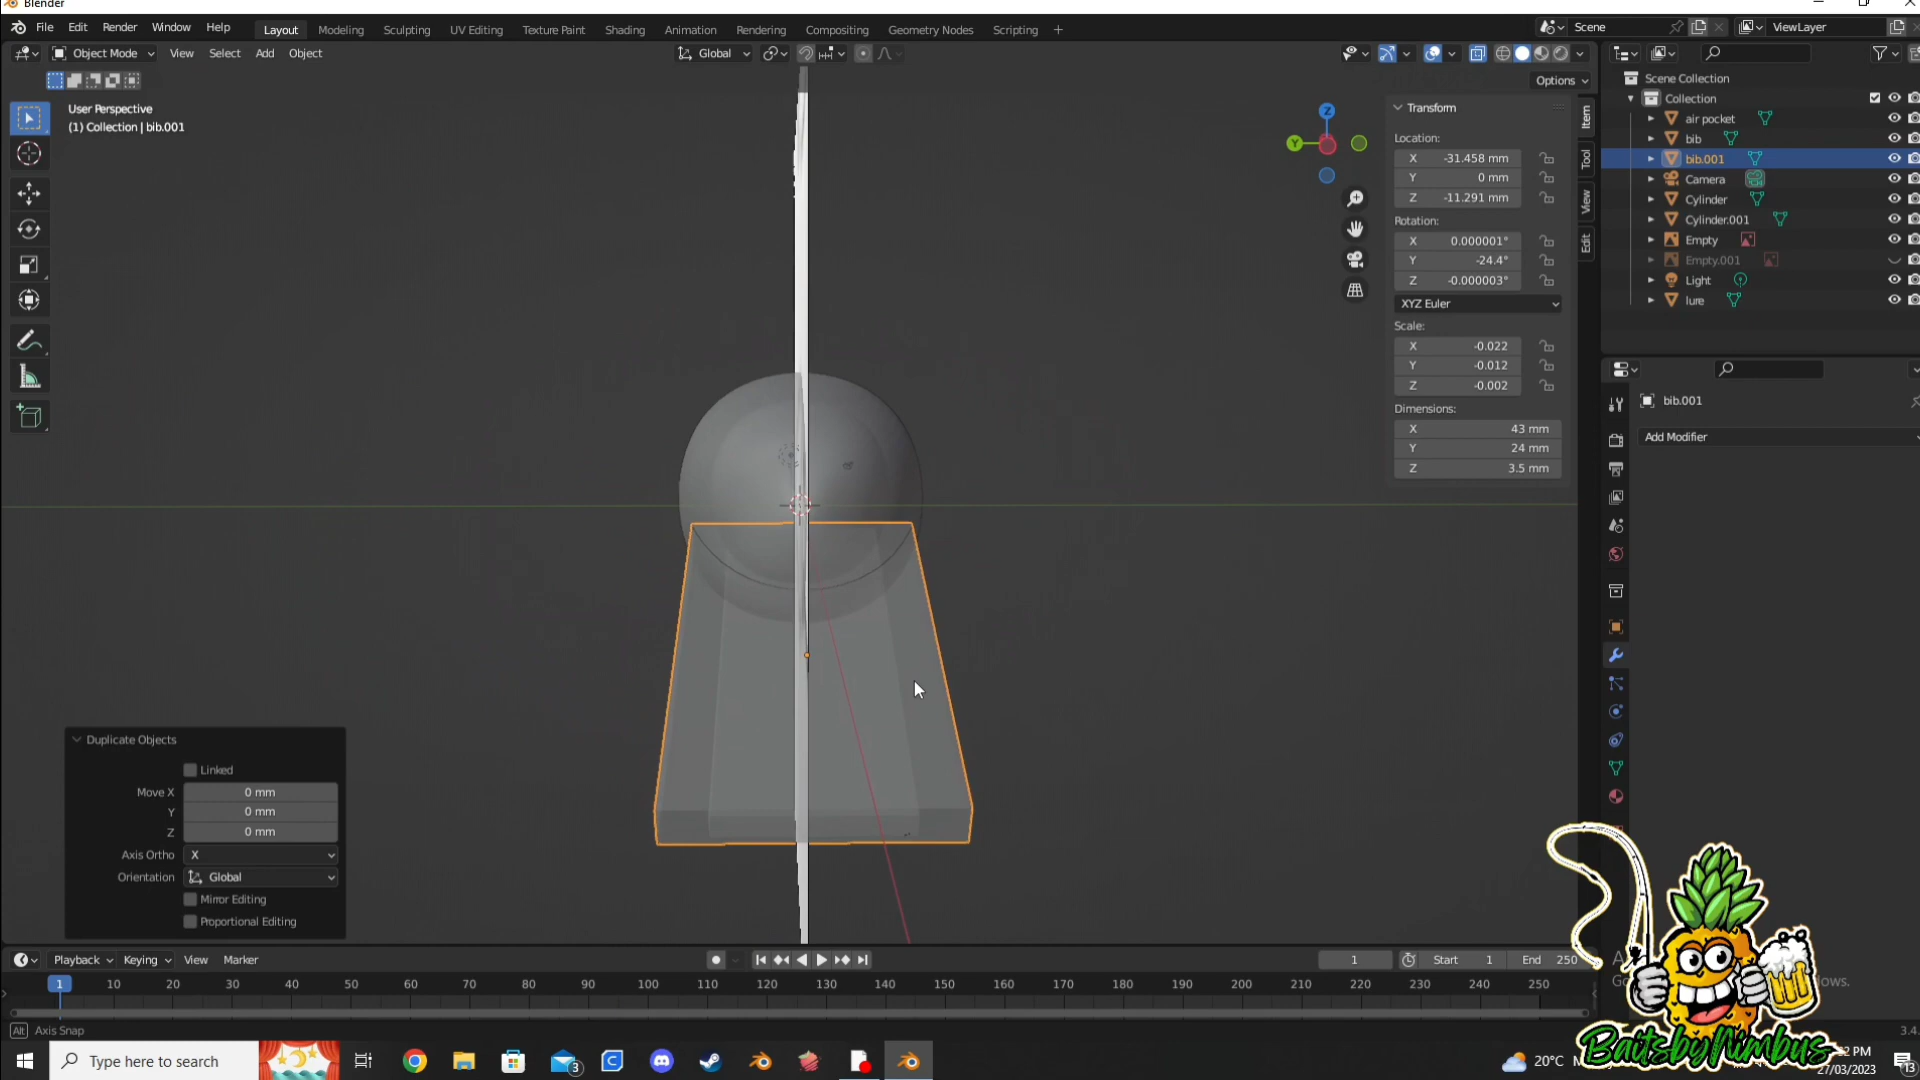 Blender
File Edit Render Window Help
Layout Modeling Sculpting UV Editing Texture Paint Shading Animation Rendering Compositing Geometry Nodes Scripting +
Scene
ViewLayer
Object Mode View Select Add Object
Global
Options
User Perspective
(1) Collection | bib.001
Z
Y
Transform
Location:
X -31.458 mm
Y 0 mm
Z -11.291 mm
Rotation:
X 0.000001°
Y -24.4°
Z -0.000003°
XYZ Euler
Scale:
X -0.022
Y -0.012
Z -0.002
Dimensions:
X 43 mm
Y 24 mm
Z 3.5 mm
Item
Tool
View
Edit
Scene Collection
Collection
air pocket
bib
bib.001
Camera
Cylinder
Cylinder.001
Empty
Empty.001
Light
lure
bib.001
Add Modifier
Duplicate Objects
Linked
Move X 0 mm
Y 0 mm
Z 0 mm
Axis Ortho X
Orientation Global
Mirror Editing
Proportional Editing
Playback Keying View Marker
1 Start 1 End 250
1 10 20 30 40 50 60 70 80 90 100 110 120 130 140 150 160 170 180 190 200 210 220 230 240 250
Alt Axis Snap
3.4.
Type here to search
3
20°C
PM
27/03/2023
13
BaitsbyNimbus